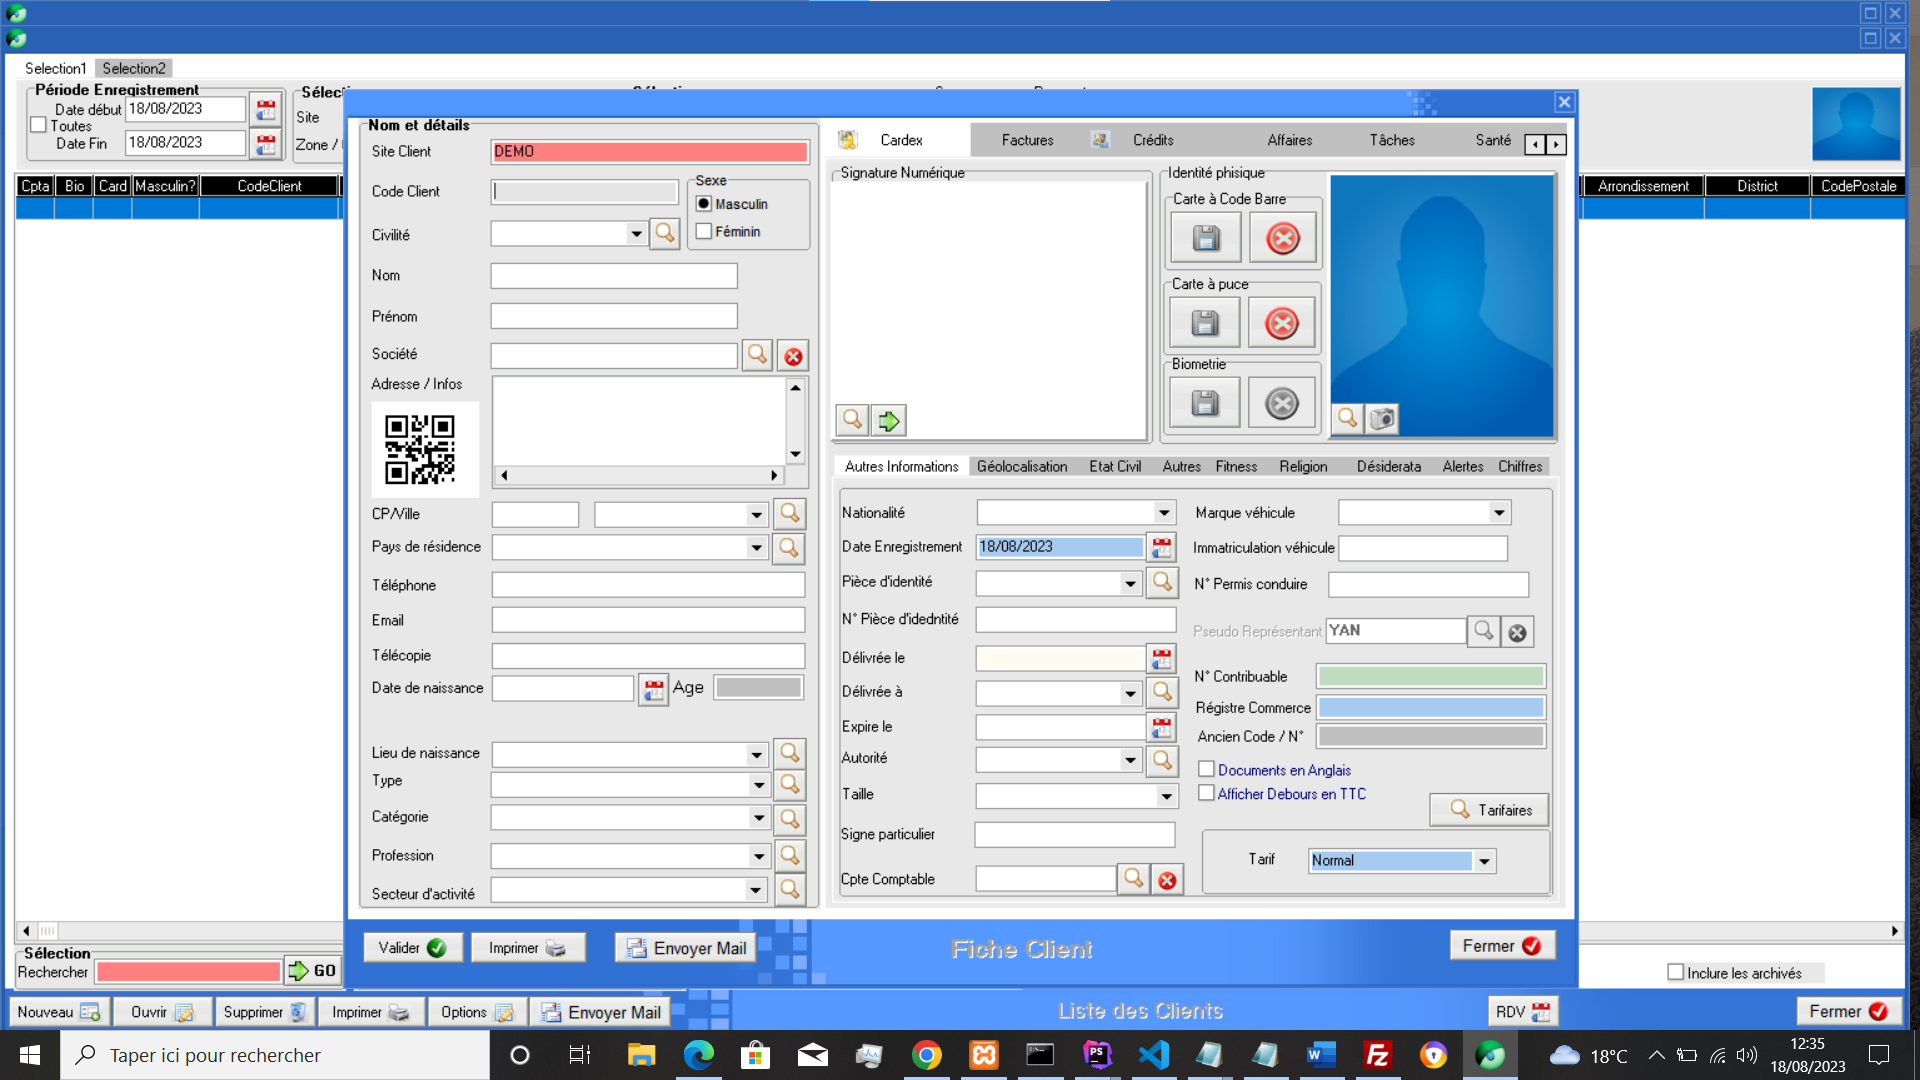 Selection1 Selection2
Période Enregistrement
Date début 18/08/2023
Toutes
Date Fin 18/08/2023
Site
Zone /
Cpta Bio Card Masculin? CodeClient
Arrondissement District CodePostale
Nom et détails
Site Client DEMO
Code Client
Sexe
Masculin
Féminin
Civilité
Nom
Prénom
Société
Adresse / Infos
CP/Ville
Pays de résidence
Téléphone
Email
Télécopie
Date de naissance Age
Lieu de naissance
Type
Catégorie
Profession
Secteur d'activité
Cardex Factures Crédits Affaires Tâches Santé
Signature Numérique
Identité phisique
Carte à Code Barre
Carte à puce
Biometrie
Autres Informations Géolocalisation Etat Civil Autres Fitness Religion Désiderata Alertes Chiffres
Nationalité
Date Enregistrement 18/08/2023
Pièce d'identité
N° Pièce d'idedntité
Délivrée le
Délivrée à
Expire le
Autorité
Taille
Signe particulier
Cpte Comptable
Marque véhicule
Immatriculation véhicule
N° Permis conduire
Pseudo Représentant YAN
N° Contribuable
Régistre Commerce
Ancien Code / N°
Documents en Anglais
Afficher Debours en TTC
Tarifaires
Tarif Normal
Valider Imprimer Envoyer Mail Fiche Client Fermer
Sélection
Rechercher GO
Inclure les archivés
Nouveau Ouvrir Supprimer Imprimer Options Envoyer Mail Liste des Clients RDV Fermer
Taper ici pour rechercher
18°C
12:35
18/08/2023